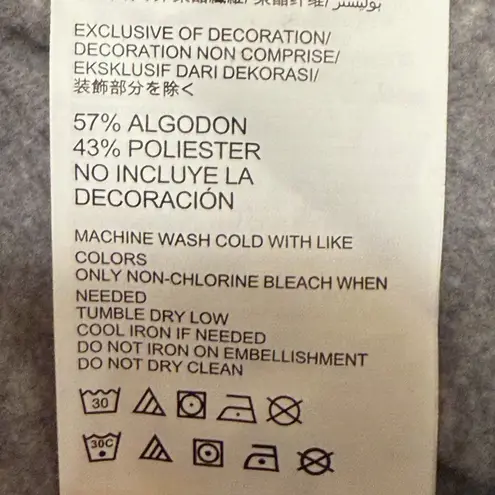 EXCLUSIVE OF DECORATION/
DECORATION NON COMPRISE/
EKSKLUSIF DARI DEKORASI/
装飾部分を除く
57% ALGODON
43% POLIESTER
NO INCLUYE LA
DECORACIÓN
MACHINE WASH COLD WITH LIKE
COLORS
ONLY NON-CHLORINE BLEACH WHEN
NEEDED
TUMBLE DRY LOW
COOL IRON IF NEEDED
DO NOT IRON ON EMBELLISHMENT
DO NOT DRY CLEAN
30
30C